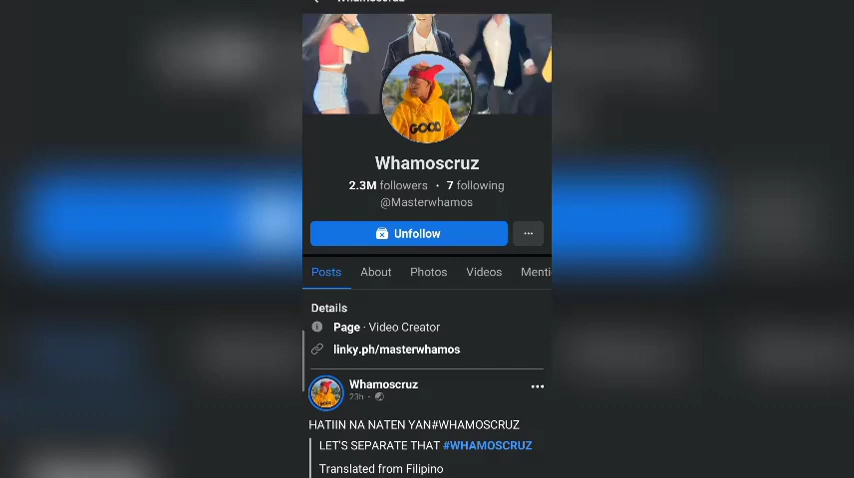 GOOD
Whamoscruz
2.3M followers • 7 following
@Masterwhamos
Unfollow
Posts About Photos Videos Menti
Details
Page · Video Creator
linky.ph/masterwhamos
Whamoscruz
23h ·
HATIIN NA NATEN YAN#WHAMOSCRUZ
LET'S SEPARATE THAT #WHAMOSCRUZ
Translated from Filipino